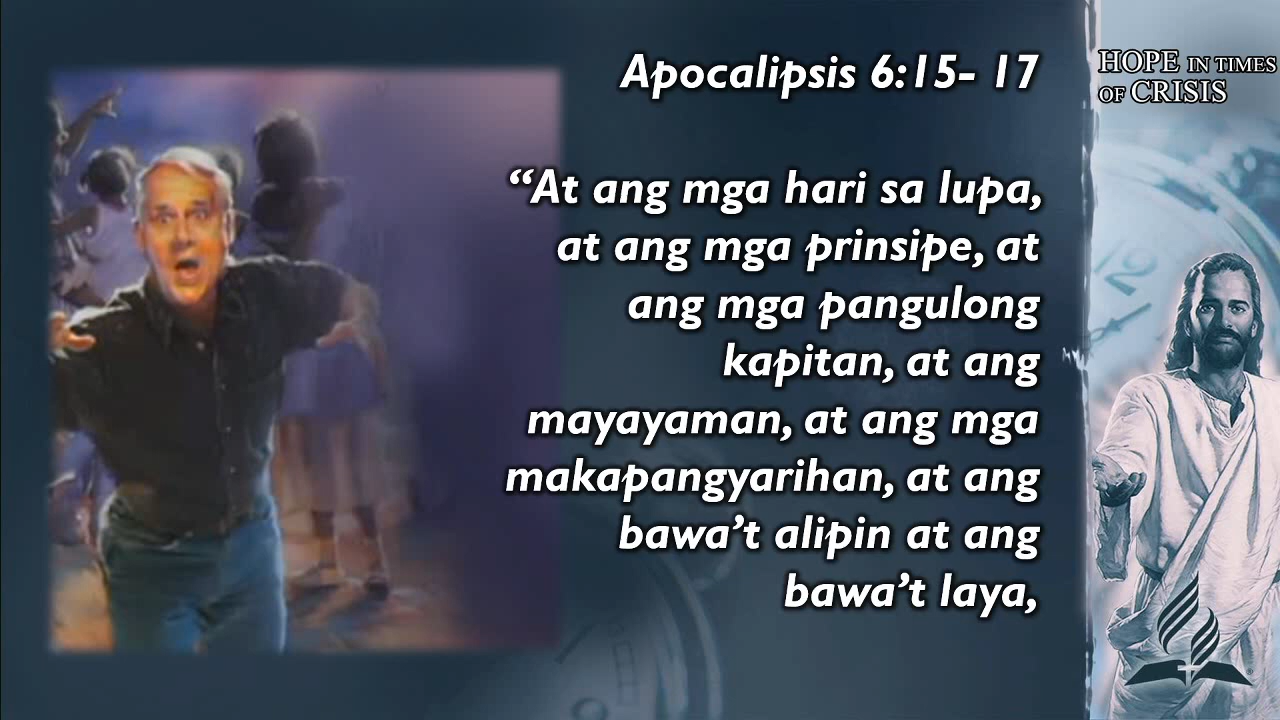 Apocalipsis 6:15- 17
“At ang mga hari sa lupa,
at ang mga prinsipe, at
ang mga pangulong
kapitan, at ang
mayayaman, at ang mga
makapangyarihan, at ang
bawa’t alipin at ang
bawa’t laya,
HOPE IN TIMES
OF CRISIS
12